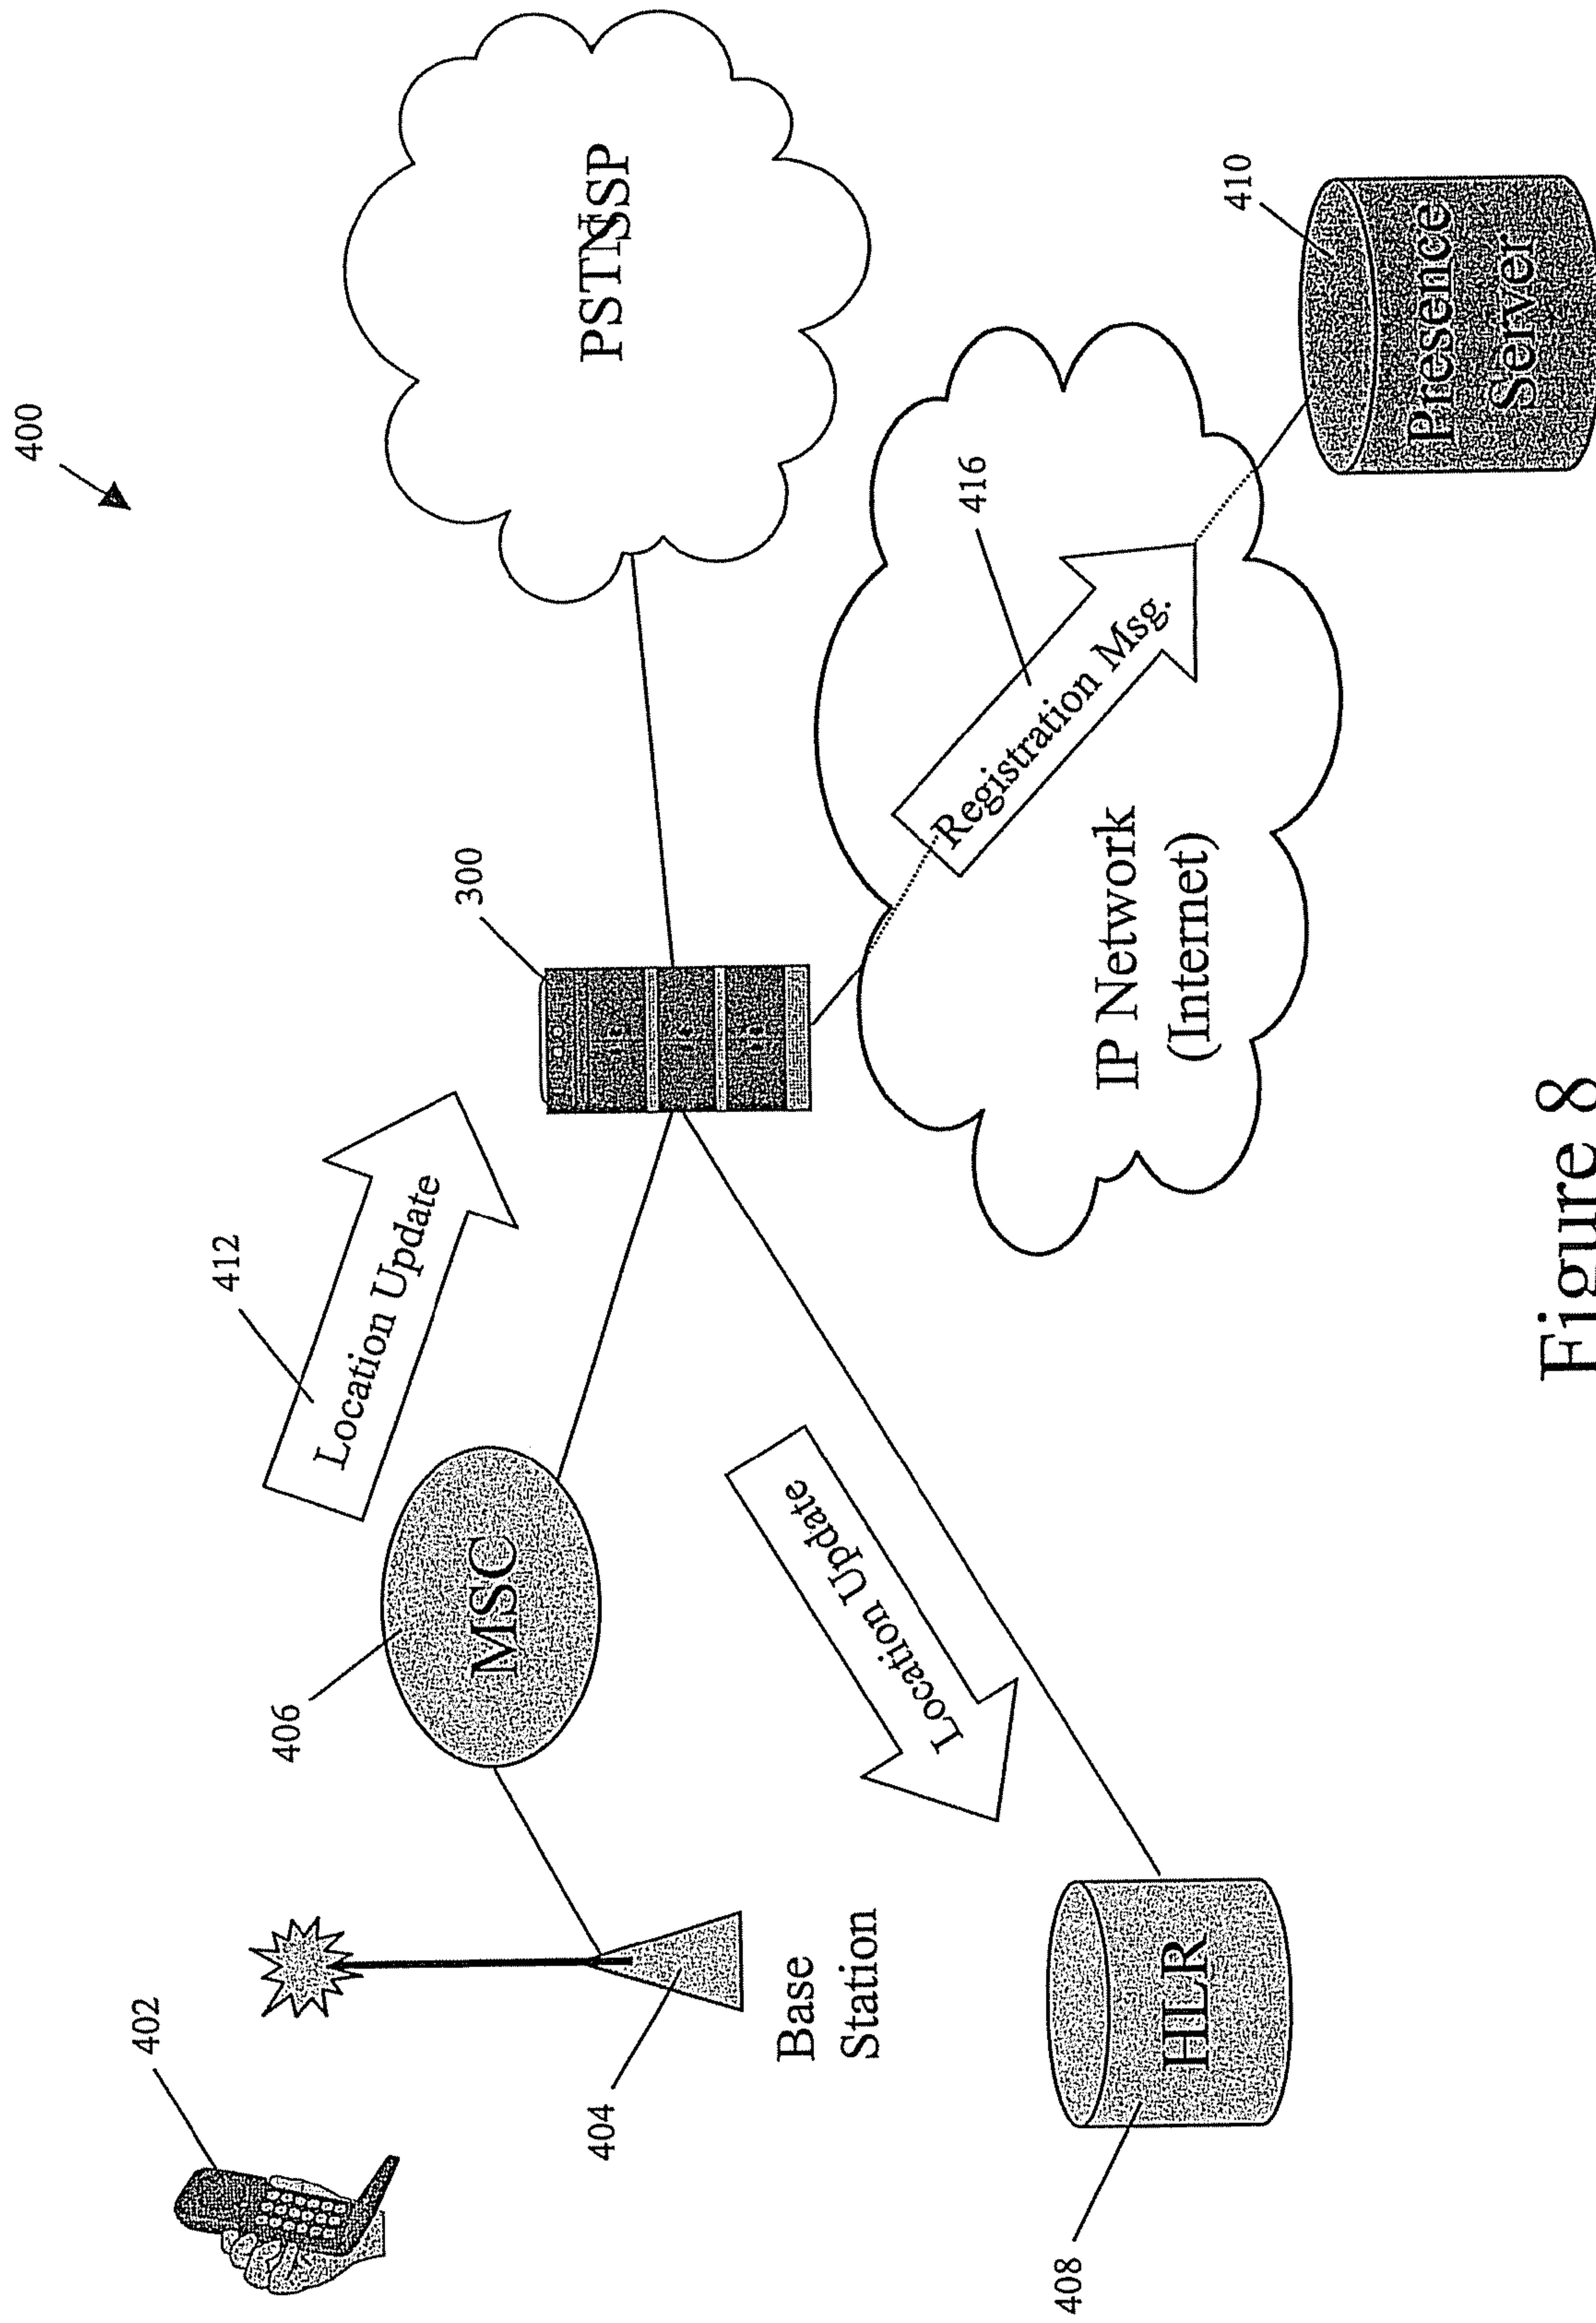 400
402
412
Location Update
406
300
MSC
PSTN
SSP
404
Base
Station
Location Update
416
Registration Msg.
IP Network
(Internet)
408
HLR
410
Presence
Server
Figure 8